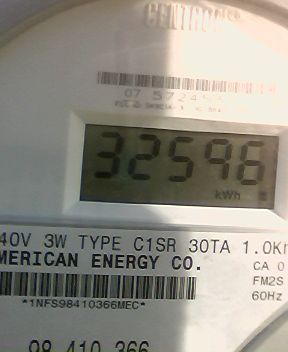 CENTRON
32596
kWh
40V 3W TYPE C1SR 30TA 1.0K
MERICAN ENERGY CO.
CA 0
FM2S
*1NFS98410366MEC*
60Hz
98 410 366